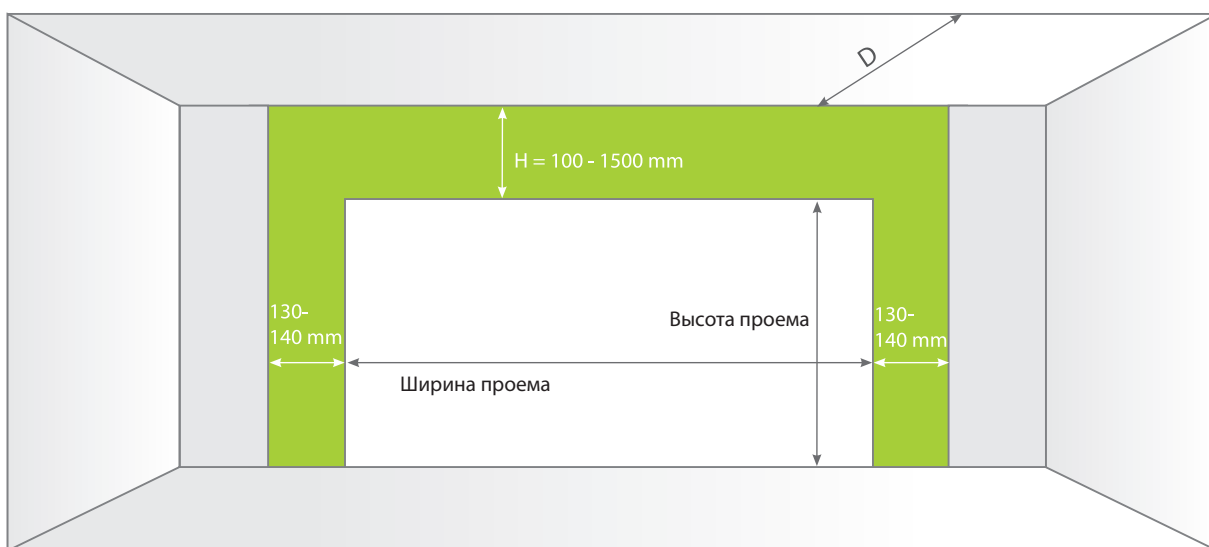 D
H = 100 - 1500 mm
130-
140 mm
Высота проема
130-
140 mm
Ширина проема